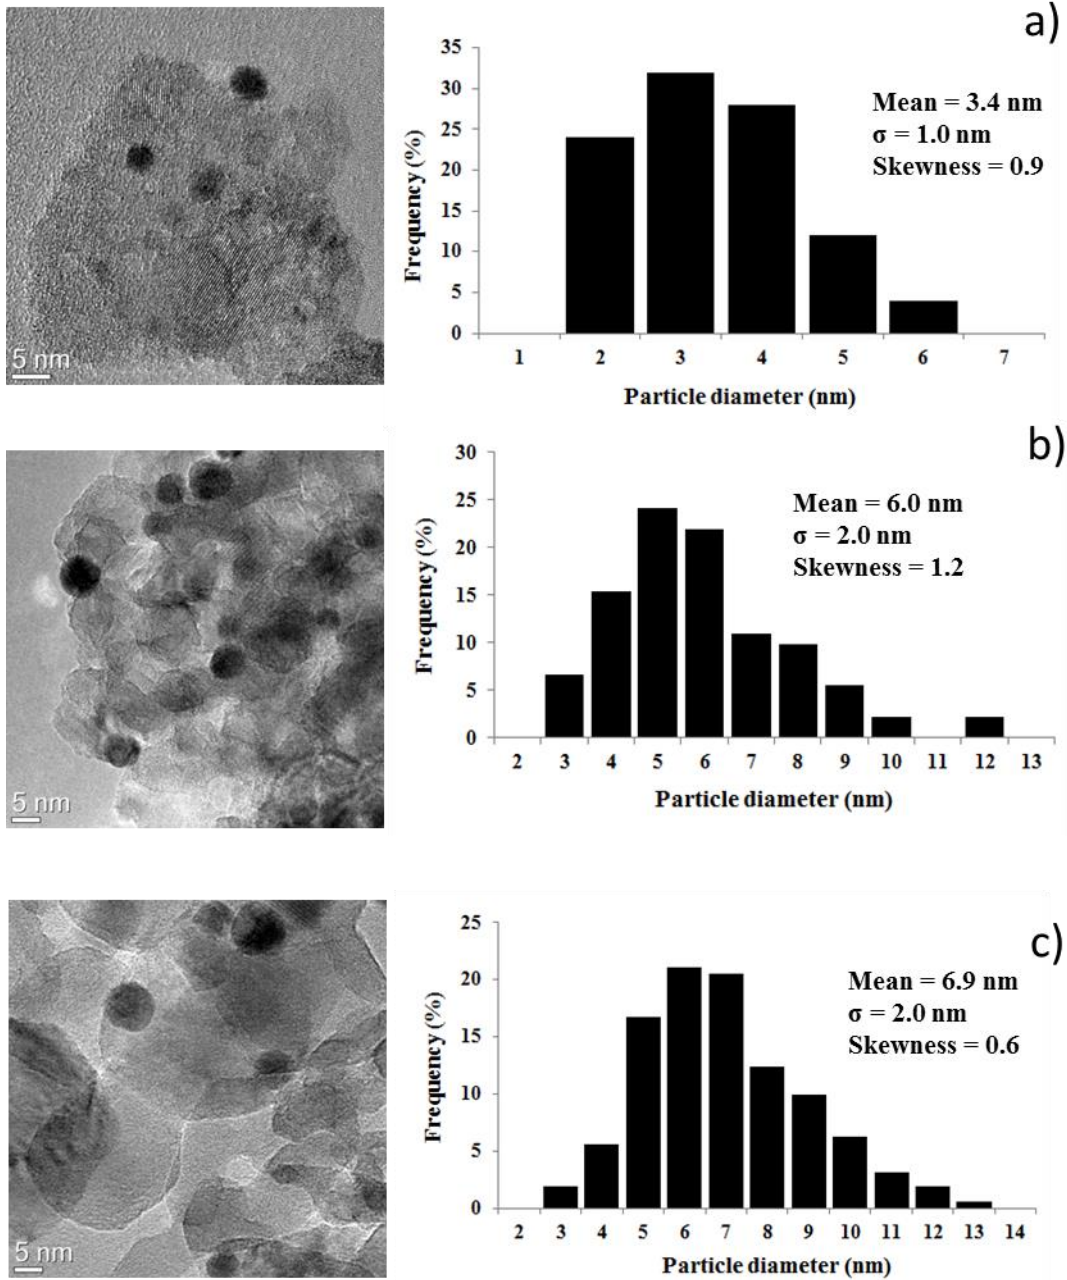 a)
35
30
25
20
15
10
5
0
Frequency (%)
Mean = 3.4 nm
σ = 1.0 nm
Skewness = 0.9
1 2 3 4 5 6 7
Particle diameter (nm)
5 nm
b)
30
25
20
15
10
5
0
Frequency (%)
Mean = 6.0 nm
σ = 2.0 nm
Skewness = 1.2
2 3 4 5 6 7 8 9 10 11 12 13
Particle diameter (nm)
5 nm
c)
25
20
15
10
5
0
Frequency (%)
Mean = 6.9 nm
σ = 2.0 nm
Skewness = 0.6
2 3 4 5 6 7 8 9 10 11 12 13 14
Particle diameter (nm)
5 nm